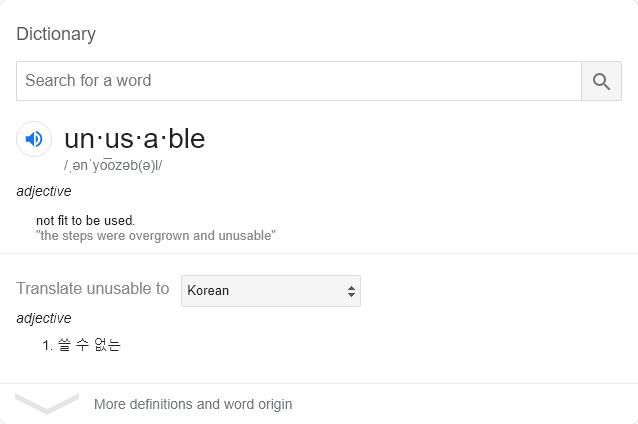 Dictionary
Search for a word
un·us·a·ble
/ˌənˈyo͞ozəb(ə)l/
adjective
not fit to be used.
"the steps were overgrown and unusable"
Translate unusable to Korean
adjective
1. 쓸 수 없는
More definitions and word origin